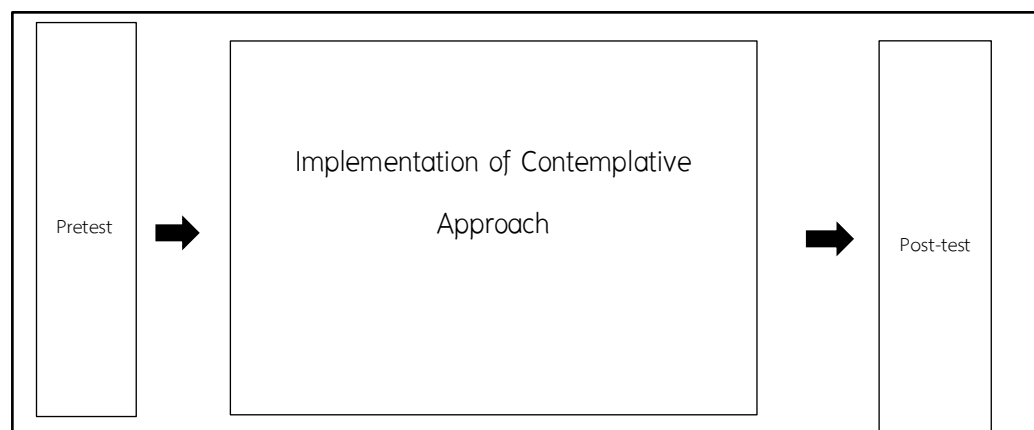 Pretest
Implementation of Contemplative
Approach
Post-test